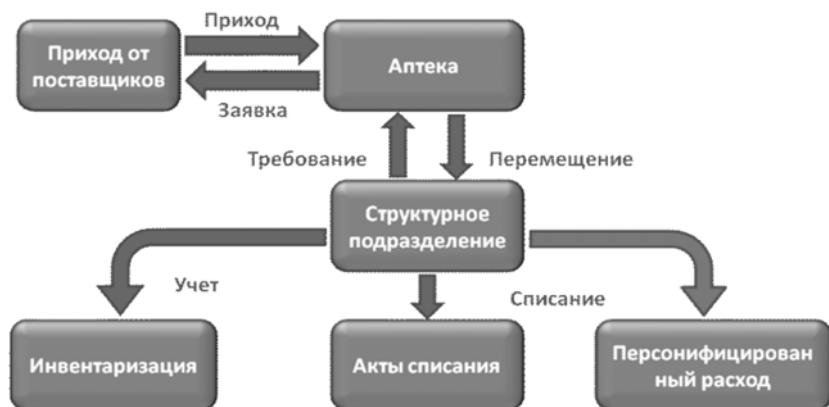 Приход
Приход от
поставщиков
Аптека
Заявка
Требование
Перемещение
Структурное
подразделение
Учет
Списание
Инвентаризация
Акты списания
Персонифицирован
ный расход